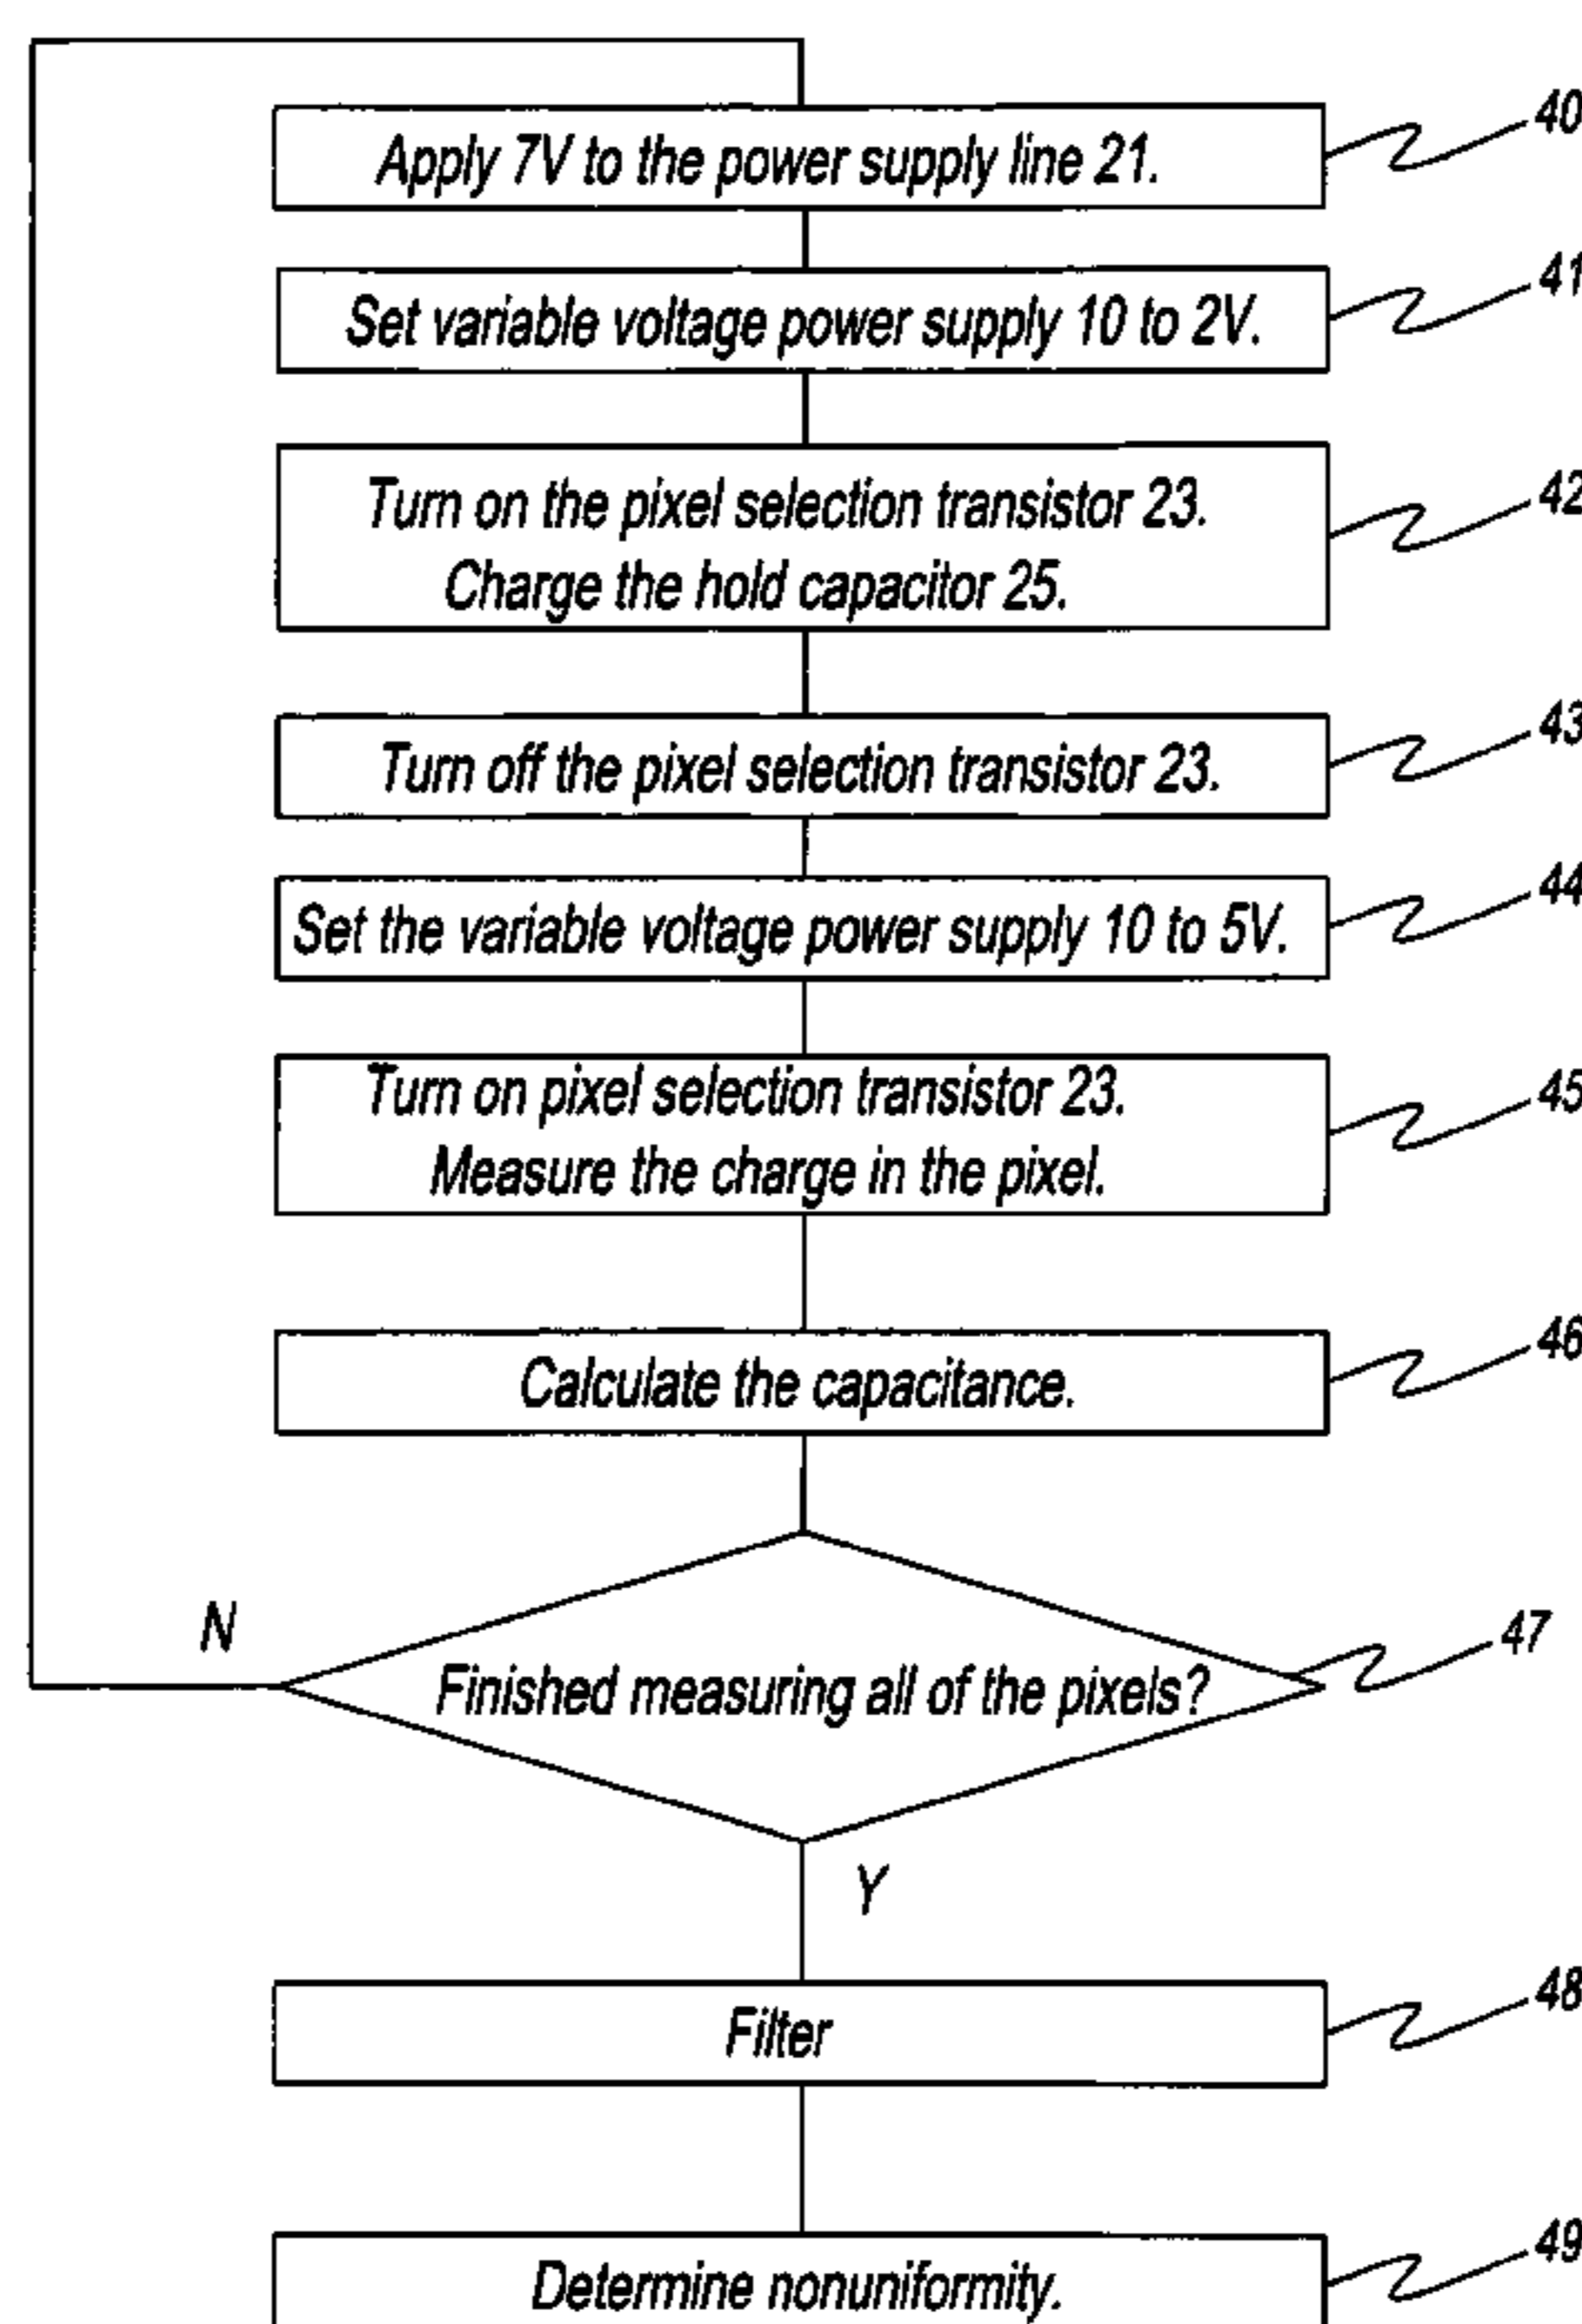 Apply 7V to the power supply line 21.
40
Set variable voltage power supply 10 to 2V.
41
Turn on the pixel selection transistor 23.
Charge the hold capacitor 25.
42
Turn off the pixel selection transistor 23.
43
Set the variable voltage power supply 10 to 5V.
44
Turn on pixel selection transistor 23.
Measure the charge in the pixel.
45
Calculate the capacitance.
46
N
Finished measuring all of the pixels?
47
Y
Filter
48
Determine nonuniformity.
49